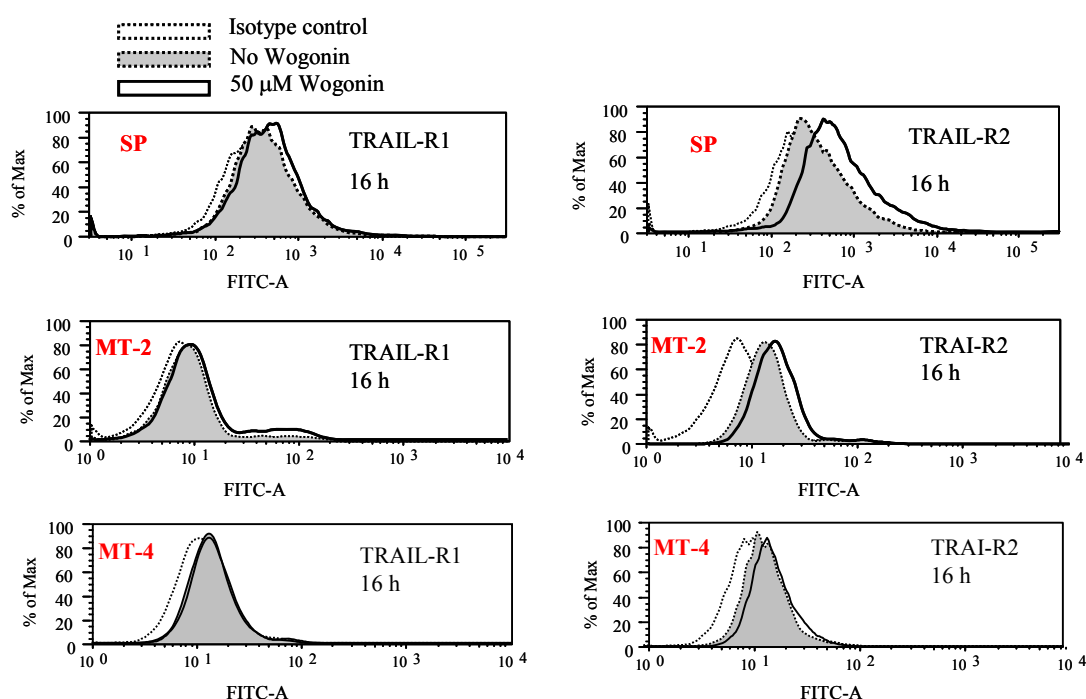 Isotype control
No Wogonin
50 µM Wogonin
% of Max
100
80
60
40
20
0
SP
TRAIL-R1
16 h
10 1
10 2
10 3
10 4
10 5
FITC-A
% of Max
100
80
60
40
20
0
SP
TRAIL-R2
16 h
10 1
10 2
10 3
10 4
10 5
FITC-A
% of Max
100
80
60
40
20
0
MT-2
TRAIL-R1
16 h
10 0
10 1
10 2
10 3
10 4
FITC-A
% of Max
100
80
60
40
20
0
MT-2
TRAI-R2
16 h
10 0
10 1
10 2
10 3
10 4
FITC-A
% of Max
100
80
60
40
20
0
MT-4
TRAIL-R1
16 h
10 0
10 1
10 2
10 3
10 4
FITC-A
% of Max
100
80
60
40
20
0
MT-4
TRAI-R2
16 h
10 0
10 1
10 2
10 3
10 4
FITC-A